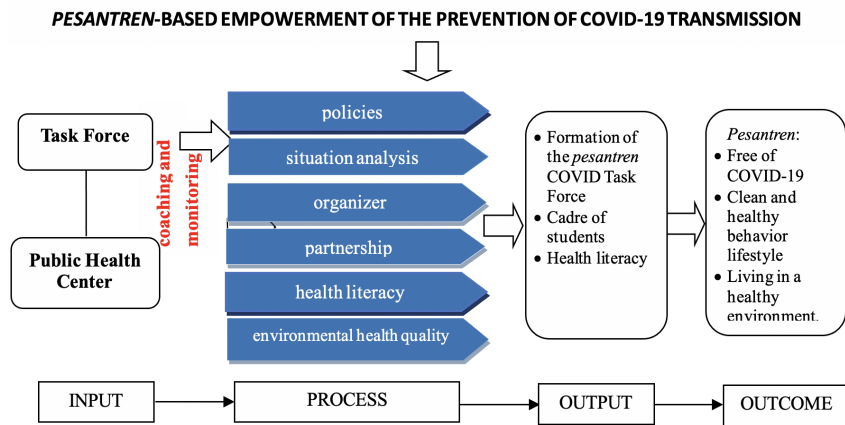 PESANTREN-BASED EMPOWERMENT OF THE PREVENTION OF COVID-19 TRANSMISSION
Task Force
Public Health
Center
coaching and
monitoring
policies
situation analysis
organizer
partnership
health literacy
environmental health quality
• Formation of
the pesantren
COVID Task
Force
• Cadre of
students
• Health literacy
Pesantren:
• Free of
COVID-19
• Clean and
healthy
behavior
lifestyle
• Living in a
healthy
environment.
INPUT
PROCESS
OUTPUT
OUTCOME